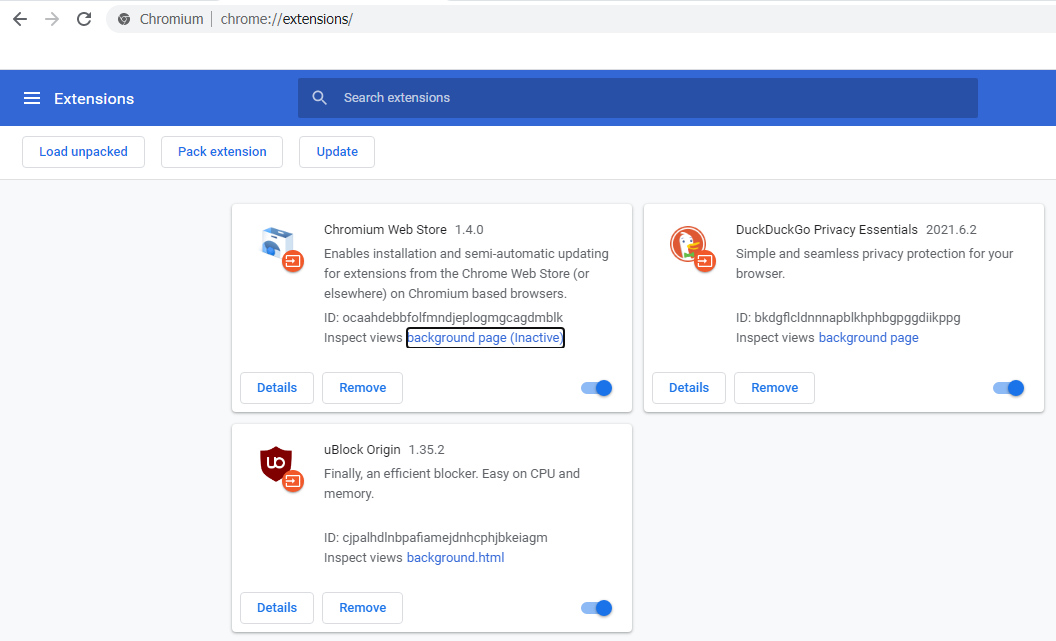 Chromium | chrome://extensions/
Extensions
Search extensions
Load unpacked
Pack extension
Update
Chromium Web Store 1.4.0
Enables installation and semi-automatic updating
for extensions from the Chrome Web Store (or
elsewhere) on Chromium based browsers.
ID: ocaahdebbfolfmndjeplogmgcagdmblk
Inspect views background page (Inactive)
Details
Remove
DuckDuckGo Privacy Essentials 2021.6.2
Simple and seamless privacy protection for your
browser.
ID: bkdgflcldnnnapblkhphbgpggdiikppg
Inspect views background page
Details
Remove
uBlock Origin 1.35.2
Finally, an efficient blocker. Easy on CPU and
memory.
ID: cjpalhdlnbpafiamejdnhcphjbkeiagm
Inspect views background.html
Details
Remove